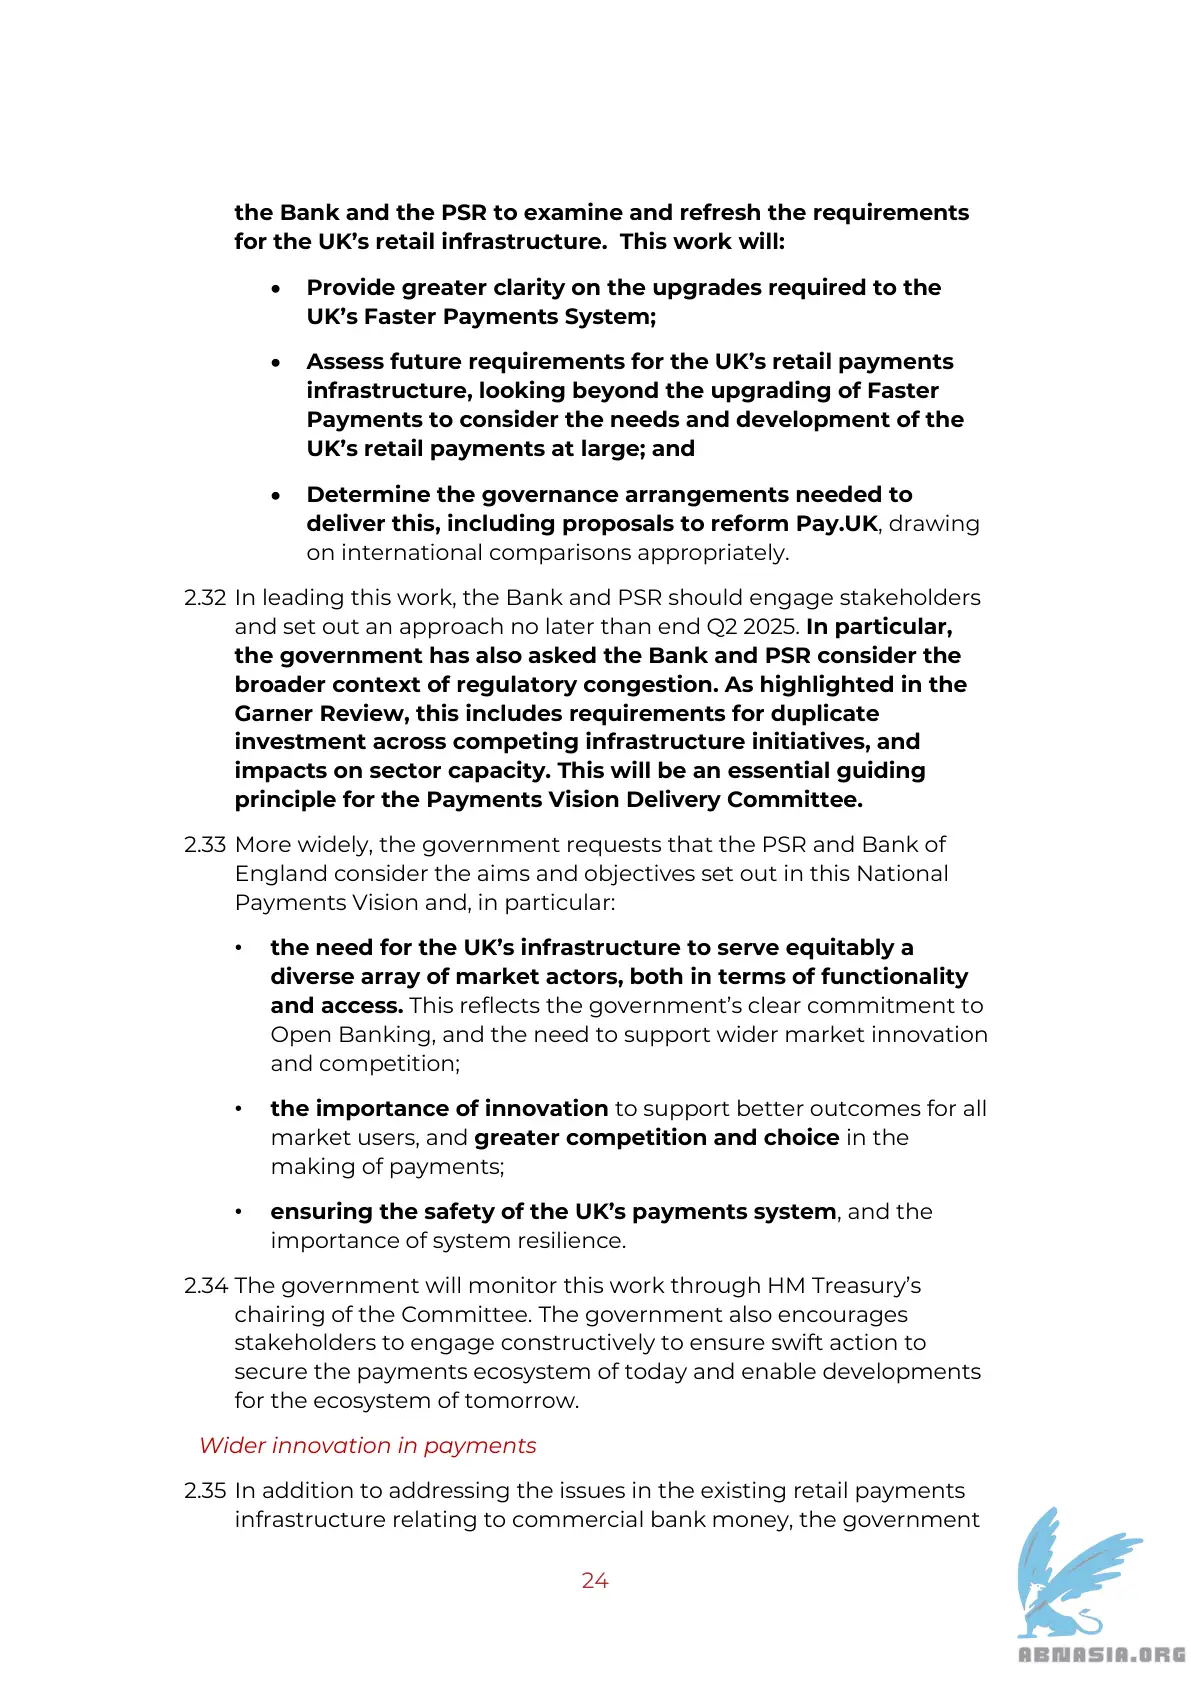 the Bank and the PSR to examine and refresh the requirements
for the UK’s retail infrastructure.  This work will:
• Provide greater clarity on the upgrades required to the
UK’s Faster Payments System;
• Assess future requirements for the UK’s retail payments
infrastructure, looking beyond the upgrading of Faster
Payments to consider the needs and development of the
UK’s retail payments at large; and
• Determine the governance arrangements needed to
deliver this, including proposals to reform Pay.UK, drawing
on international comparisons appropriately.
2.32 In leading this work, the Bank and PSR should engage stakeholders
and set out an approach no later than end Q2 2025. In particular,
the government has also asked the Bank and PSR consider the
broader context of regulatory congestion. As highlighted in the
Garner Review, this includes requirements for duplicate
investment across competing infrastructure initiatives, and
impacts on sector capacity. This will be an essential guiding
principle for the Payments Vision Delivery Committee.
2.33 More widely, the government requests that the PSR and Bank of
England consider the aims and objectives set out in this National
Payments Vision and, in particular:
• the need for the UK’s infrastructure to serve equitably a
diverse array of market actors, both in terms of functionality
and access. This reflects the government’s clear commitment to
Open Banking, and the need to support wider market innovation
and competition;
• the importance of innovation to support better outcomes for all
market users, and greater competition and choice in the
making of payments;
• ensuring the safety of the UK’s payments system, and the
importance of system resilience.
2.34 The government will monitor this work through HM Treasury’s
chairing of the Committee. The government also encourages
stakeholders to engage constructively to ensure swift action to
secure the payments ecosystem of today and enable developments
for the ecosystem of tomorrow.
Wider innovation in payments
2.35 In addition to addressing the issues in the existing retail payments
infrastructure relating to commercial bank money, the government
24
ABNASIA.ORG